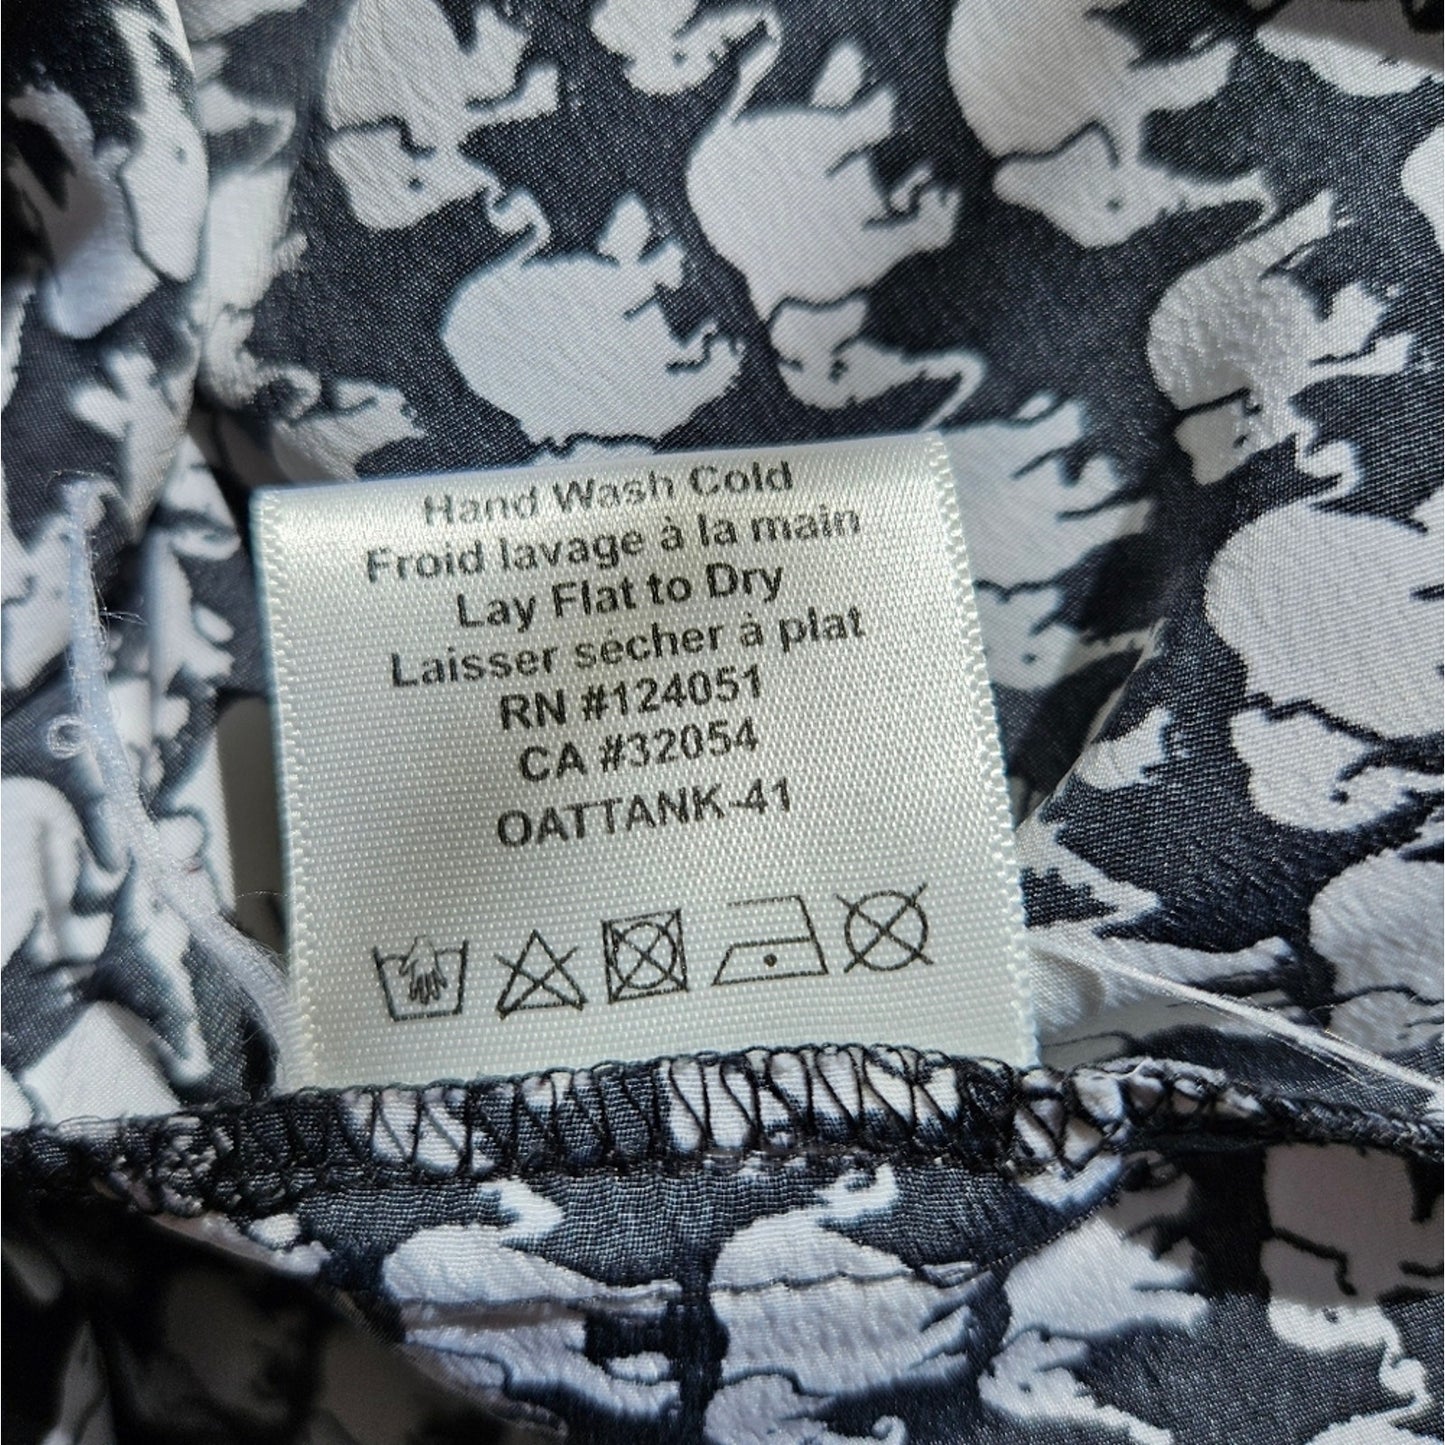 Hand Wash Cold
Froid lavage à la main
Lay Flat to Dry
Laisser sécher à plat
RN #124051
CA #32054
OATTANK-41